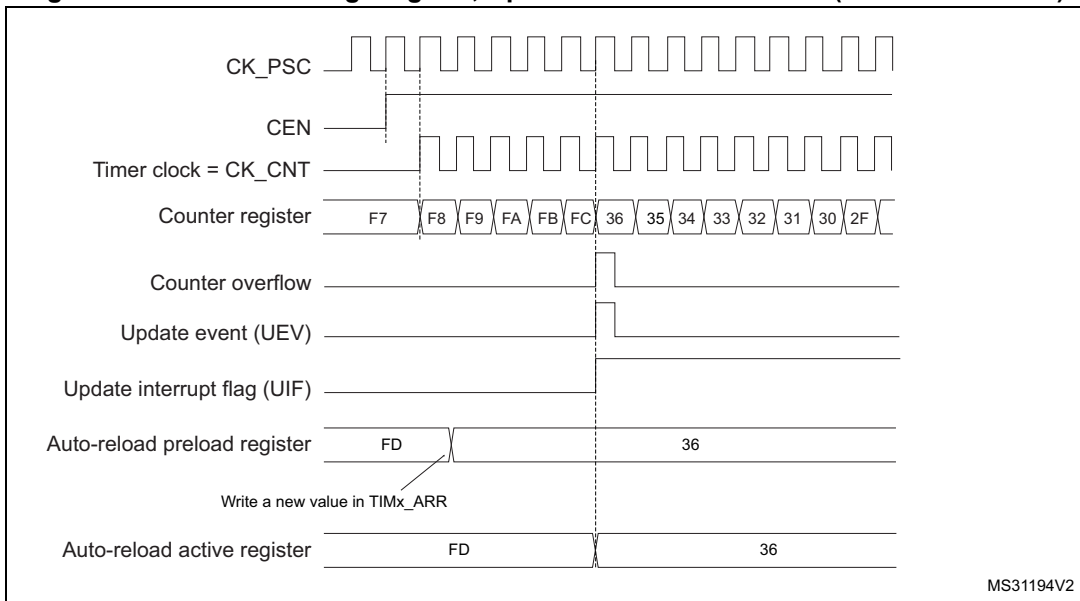 CK_PSC
CEN
Timer clock = CK_CNT
Counter register F7 F8 F9 FA FB FC 36 35 34 33 32 31 30 2F
Counter overflow
Update event (UEV)
Update interrupt flag (UIF)
Auto-reload preload register FD 36
Write a new value in TIMx_ARR
Auto-reload active register FD 36
MS31194V2